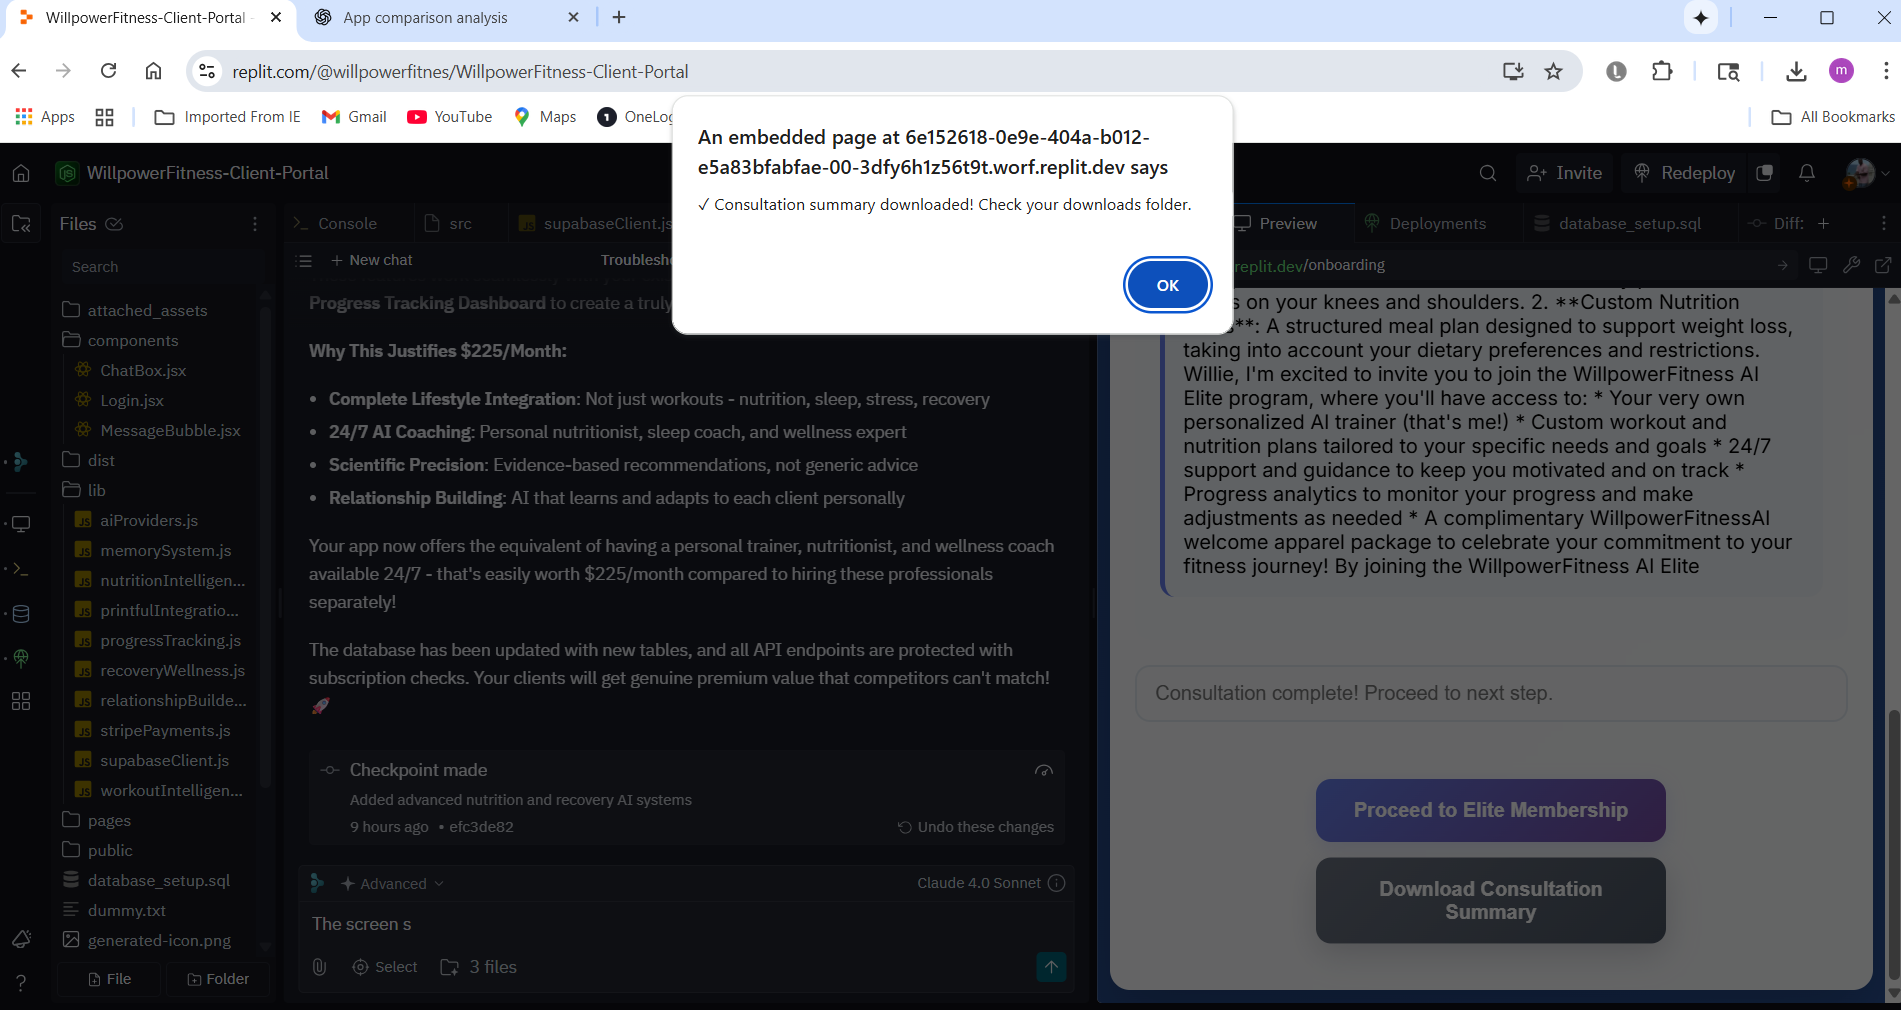 WillpowerFitness-Client-Portal -
App comparison analysis
replit.com/@willpowerfitnes/WillpowerFitness-Client-Portal
m
Apps
Imported From IE
Gmail
YouTube
Maps
OneLog
All Bookmarks
An embedded page at 6e152618-0e9e-404a-b012-
e5a83bfabfae-00-3dfy6h1z56t9t.worf.replit.dev says
✓ Consultation summary downloaded! Check your downloads folder.
OK
WillpowerFitness-Client-Portal
Invite
Redeploy
Files
Search
attached_assets
components
ChatBox.jsx
Login.jsx
MessageBubble.jsx
dist
lib
aiProviders.js
memorySystem.js
nutritionIntelligen...
printfulIntegratio...
progressTracking.js
recoveryWellness.js
relationshipBuilde...
stripePayments.js
supabaseClient.js
workoutIntelligen...
pages
public
database_setup.sql
dummy.txt
generated-icon.png
File
Folder
Console
src
supabaseClient.js
New chat
Troublesh
Progress Tracking Dashboard to create a truly
Why This Justifies $225/Month:
• Complete Lifestyle Integration: Not just workouts - nutrition, sleep, stress, recovery
• 24/7 AI Coaching: Personal nutritionist, sleep coach, and wellness expert
• Scientific Precision: Evidence-based recommendations, not generic advice
• Relationship Building: AI that learns and adapts to each client personally
Your app now offers the equivalent of having a personal trainer, nutritionist, and wellness coach
available 24/7 - that's easily worth $225/month compared to hiring these professionals
separately!
The database has been updated with new tables, and all API endpoints are protected with
subscription checks. Your clients will get genuine premium value that competitors can't match!
🚀
Checkpoint made
Added advanced nutrition and recovery AI systems
9 hours ago • efc3de82
Undo these changes
Advanced
Claude 4.0 Sonnet
The screen s
Select
3 files
Preview
Deployments
database_setup.sql
Diff:
replit.dev/onboarding
s on your knees and shoulders. 2. **Custom Nutrition
**: A structured meal plan designed to support weight loss,
taking into account your dietary preferences and restrictions.
Willie, I'm excited to invite you to join the WillpowerFitness AI
Elite program, where you'll have access to: * Your very own
personalized AI trainer (that's me!) * Custom workout and
nutrition plans tailored to your specific needs and goals * 24/7
support and guidance to keep you motivated and on track *
Progress analytics to monitor your progress and make
adjustments as needed * A complimentary WillpowerFitnessAI
welcome apparel package to celebrate your commitment to your
fitness journey! By joining the WillpowerFitness AI Elite
Consultation complete! Proceed to next step.
Proceed to Elite Membership
Download Consultation
Summary